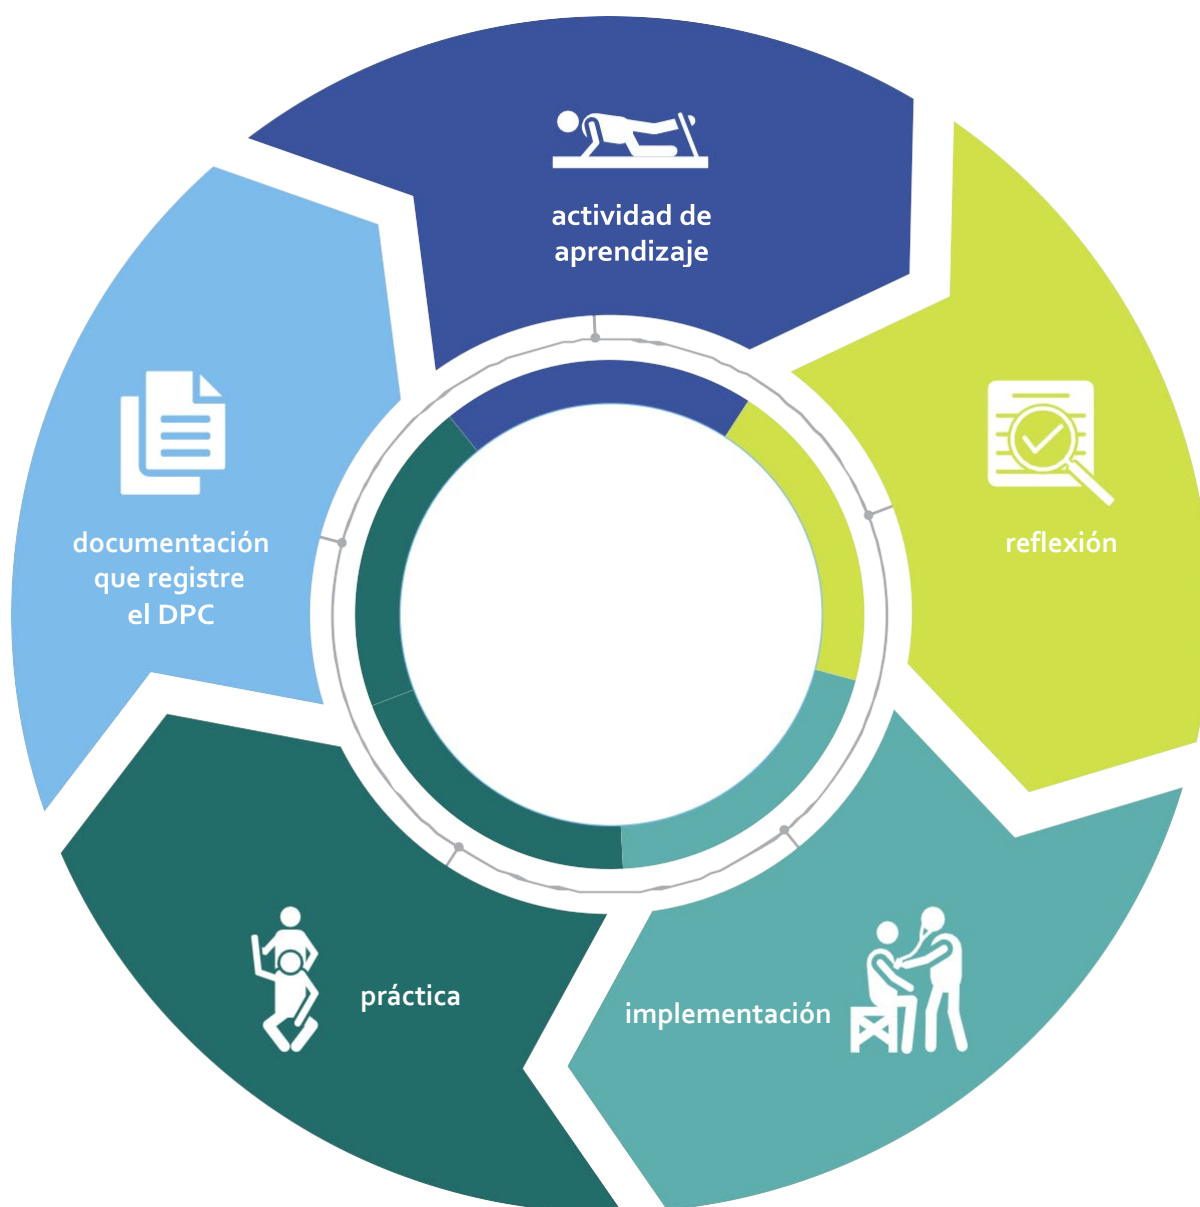 actividad de
aprendizaje
reflexión
documentación
que registre
el DPC
práctica
implementación